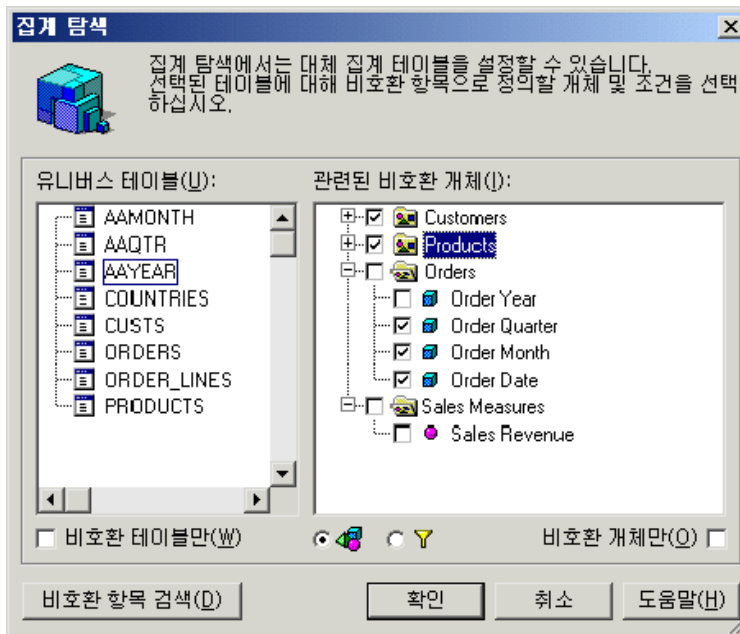 집계 탐색
집계 탐색에서는 대체 집계 테이블을 설정할 수 있습니다.
선택된 테이블에 대해 비호환 항목으로 정의할 개체 및 조건을 선택
하십시오.
유니버스 테이블(U):
관련된 비호환 개체(I):
AAMONTH
AAQTR
AAYEAR
COUNTRIES
CUSTS
ORDERS
ORDER_LINES
PRODUCTS
Customers
Products
Orders
Order Year
Order Quarter
Order Month
Order Date
Sales Measures
Sales Revenue
비호환 테이블만(W)
비호환 개체만(O)
비호환 항목 검색(D)
확인
취소
도움말(H)